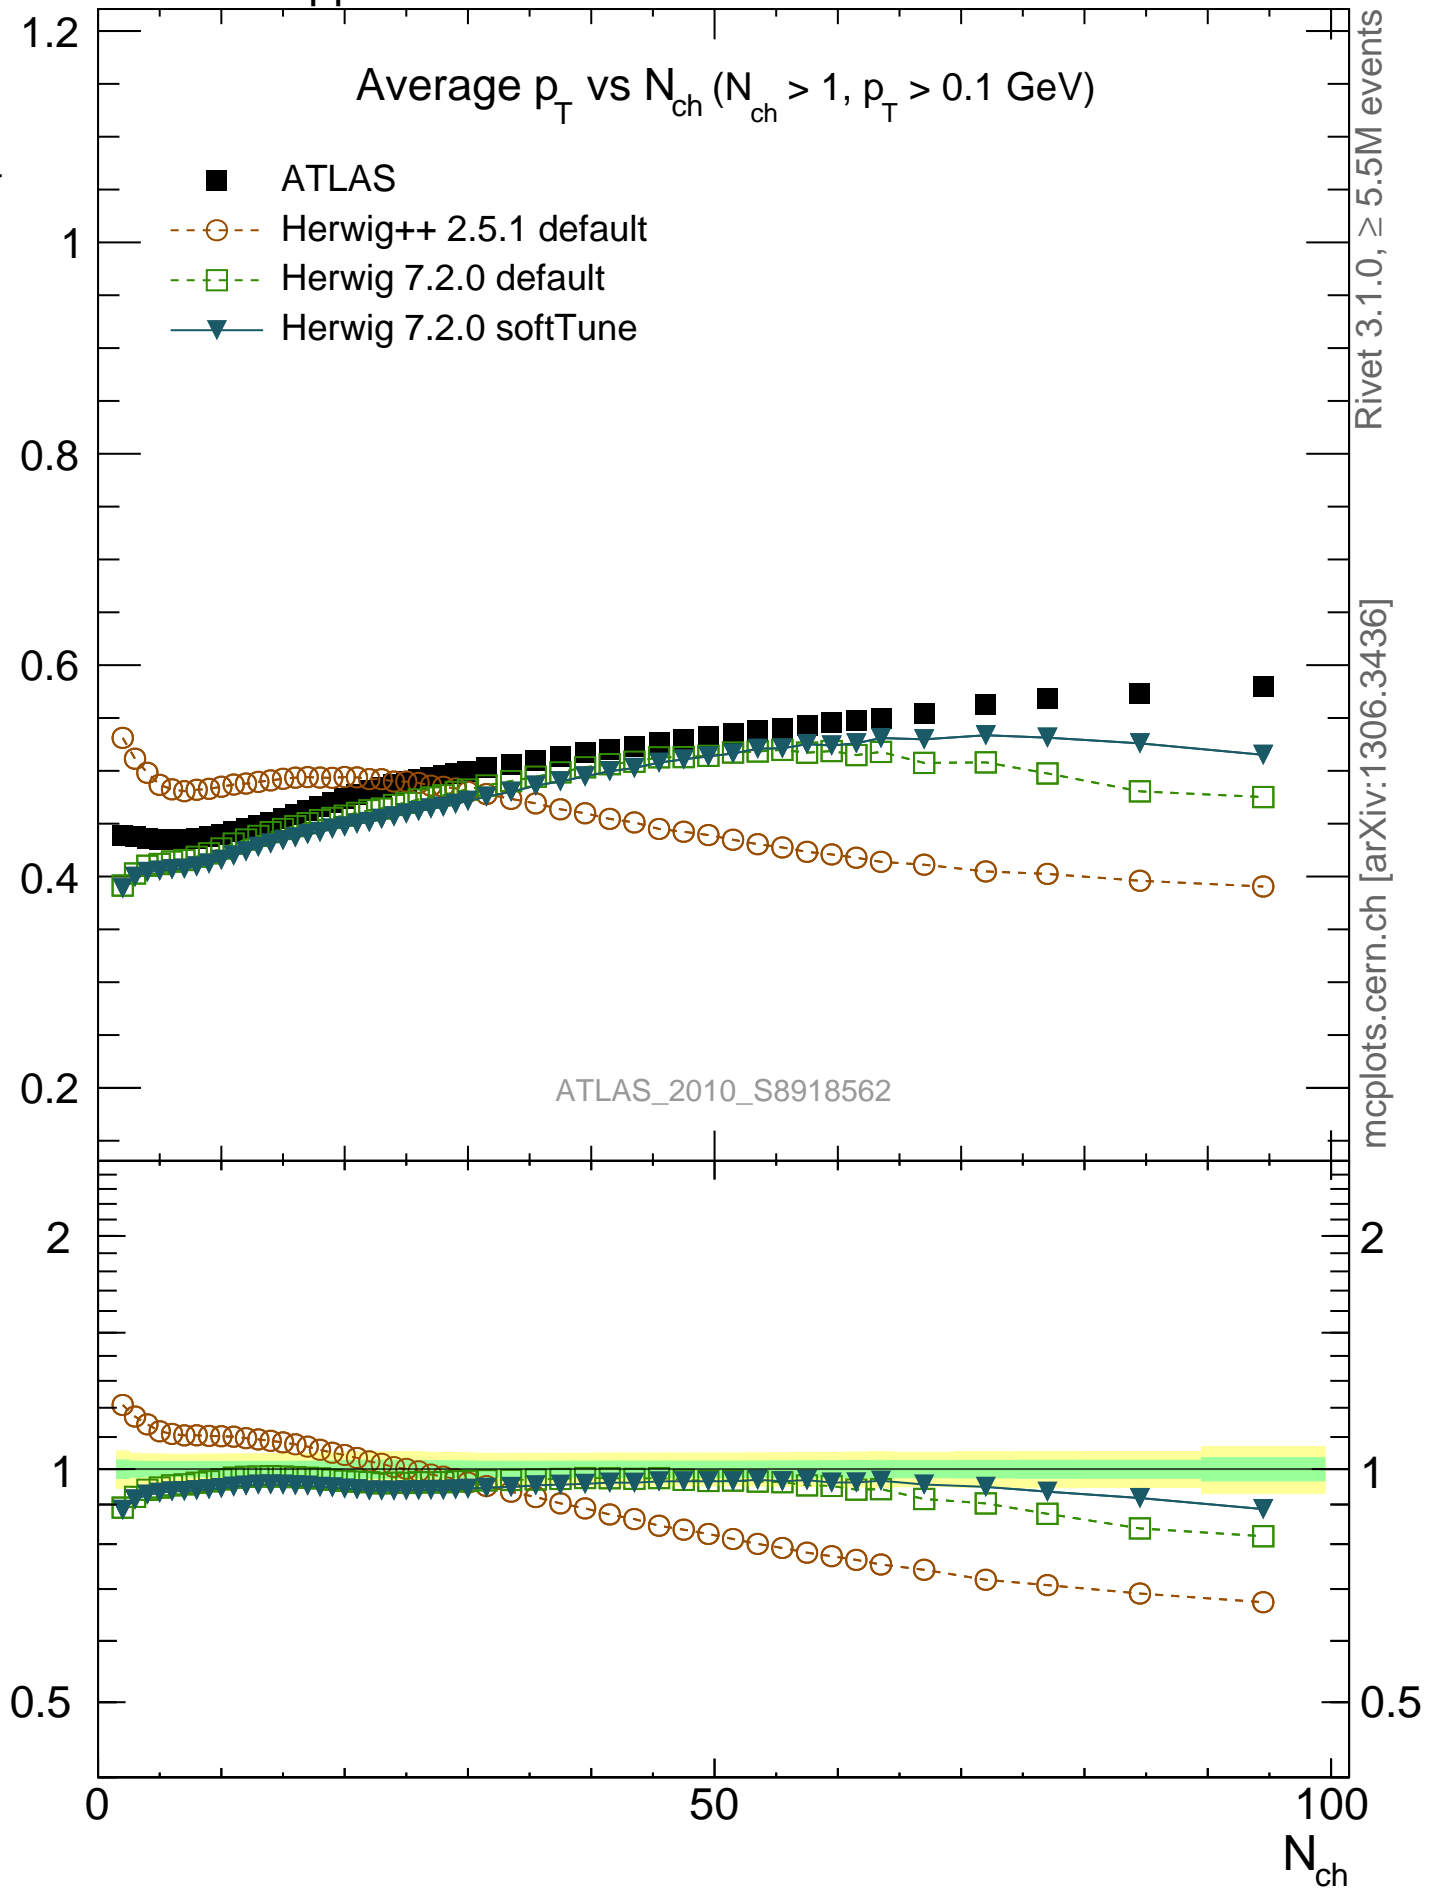 1.2
1
0.8
0.6
0.4
0.2
Average p_T vs N_ch (N_ch > 1, p_T > 0.1 GeV)
ATLAS
Herwig++ 2.5.1 default
Herwig 7.2.0 default
Herwig 7.2.0 softTune
ATLAS_2010_S8918562
Rivet 3.1.0, ≥ 5.5M events
mcplots.cern.ch [arXiv:1306.3436]
2
1
0.5
2
1
0.5
0
50
100
N_ch